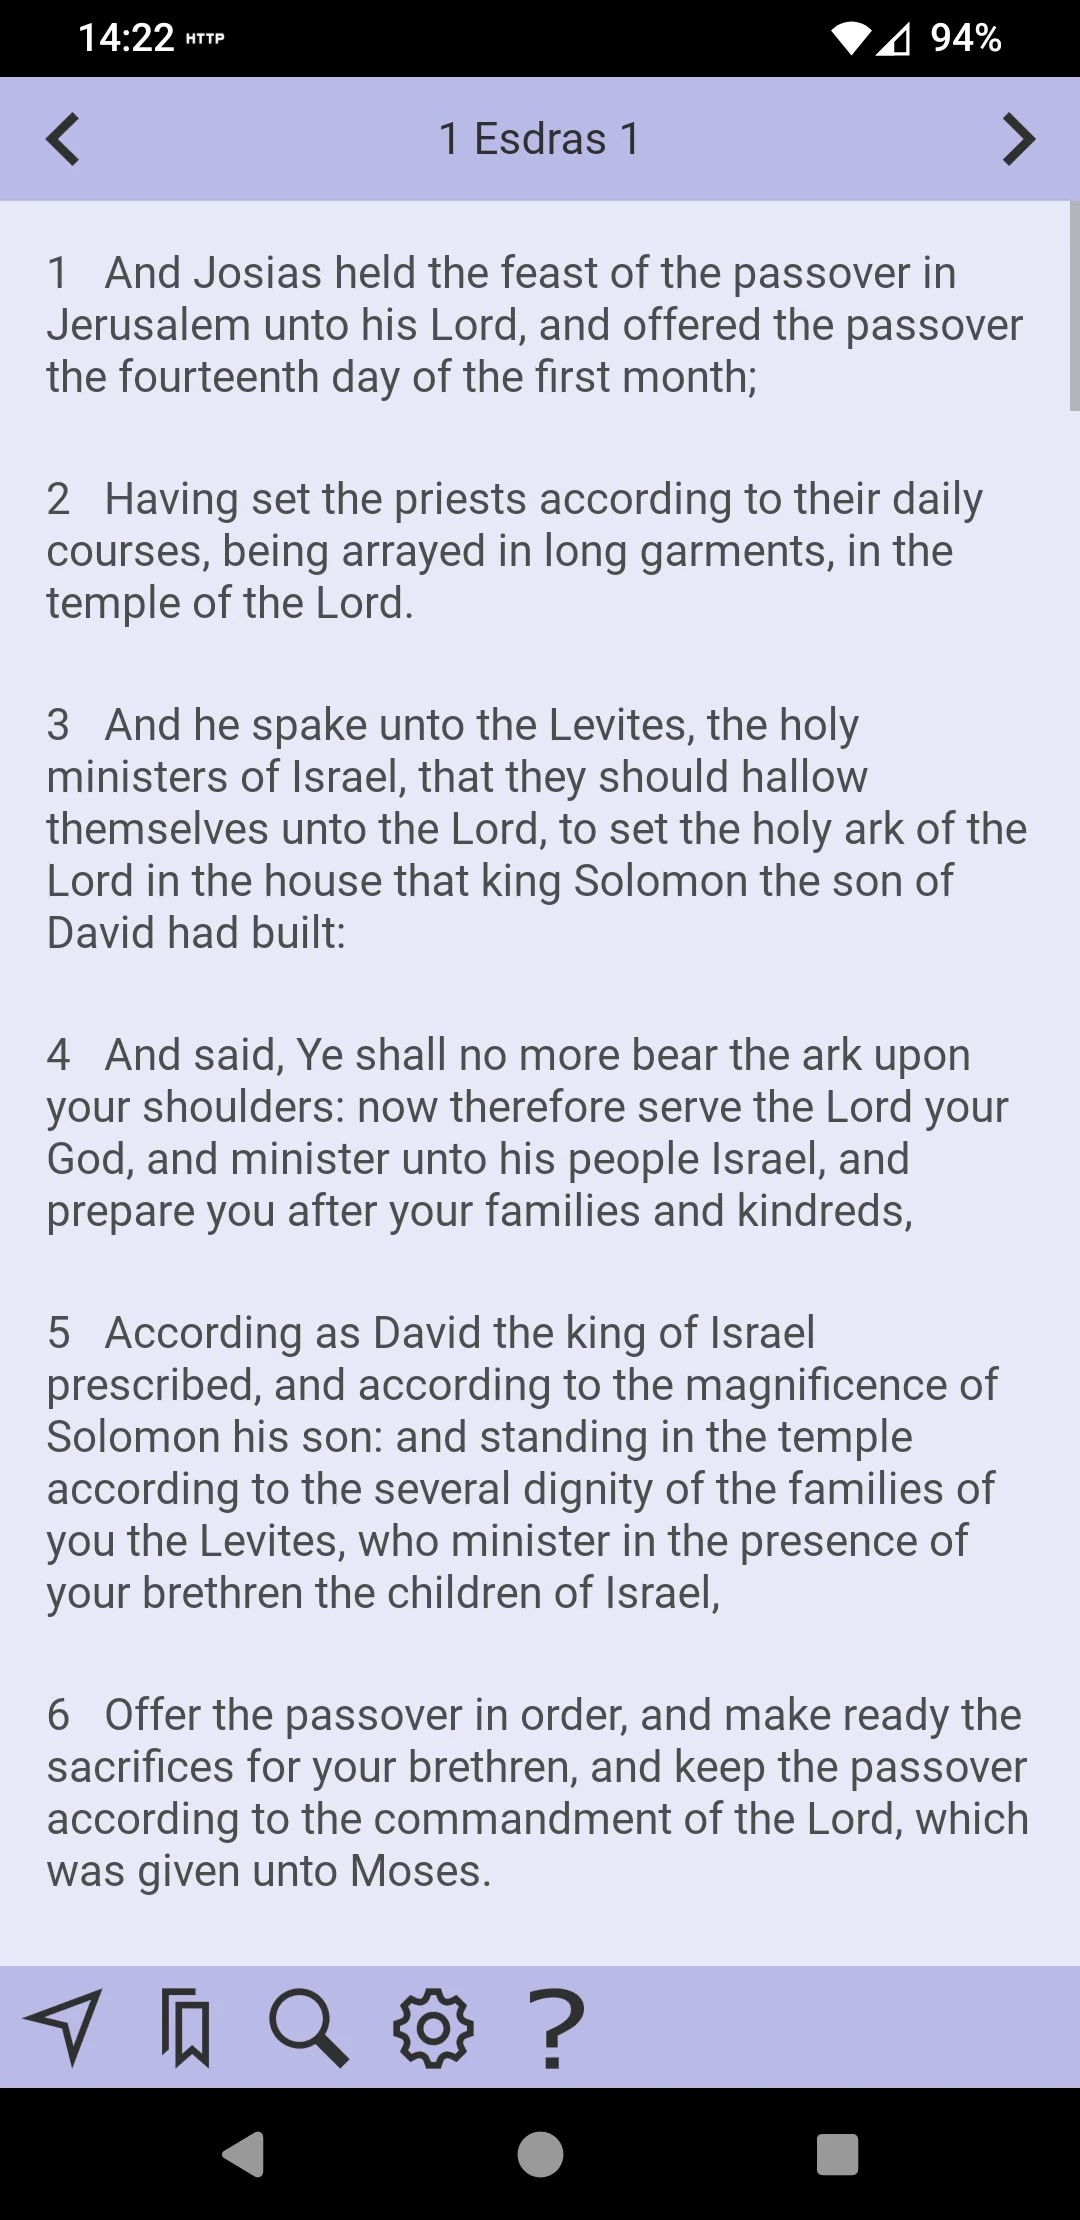 14:22 HTTP 94%
1 Esdras 1
1 And Josias held the feast of the passover in
Jerusalem unto his Lord, and offered the passover
the fourteenth day of the first month;
2 Having set the priests according to their daily
courses, being arrayed in long garments, in the
temple of the Lord.
3 And he spake unto the Levites, the holy
ministers of Israel, that they should hallow
themselves unto the Lord, to set the holy ark of the
Lord in the house that king Solomon the son of
David had built:
4 And said, Ye shall no more bear the ark upon
your shoulders: now therefore serve the Lord your
God, and minister unto his people Israel, and
prepare you after your families and kindreds,
5 According as David the king of Israel
prescribed, and according to the magnificence of
Solomon his son: and standing in the temple
according to the several dignity of the families of
you the Levites, who minister in the presence of
your brethren the children of Israel,
6 Offer the passover in order, and make ready the
sacrifices for your brethren, and keep the passover
according to the commandment of the Lord, which
was given unto Moses.
?